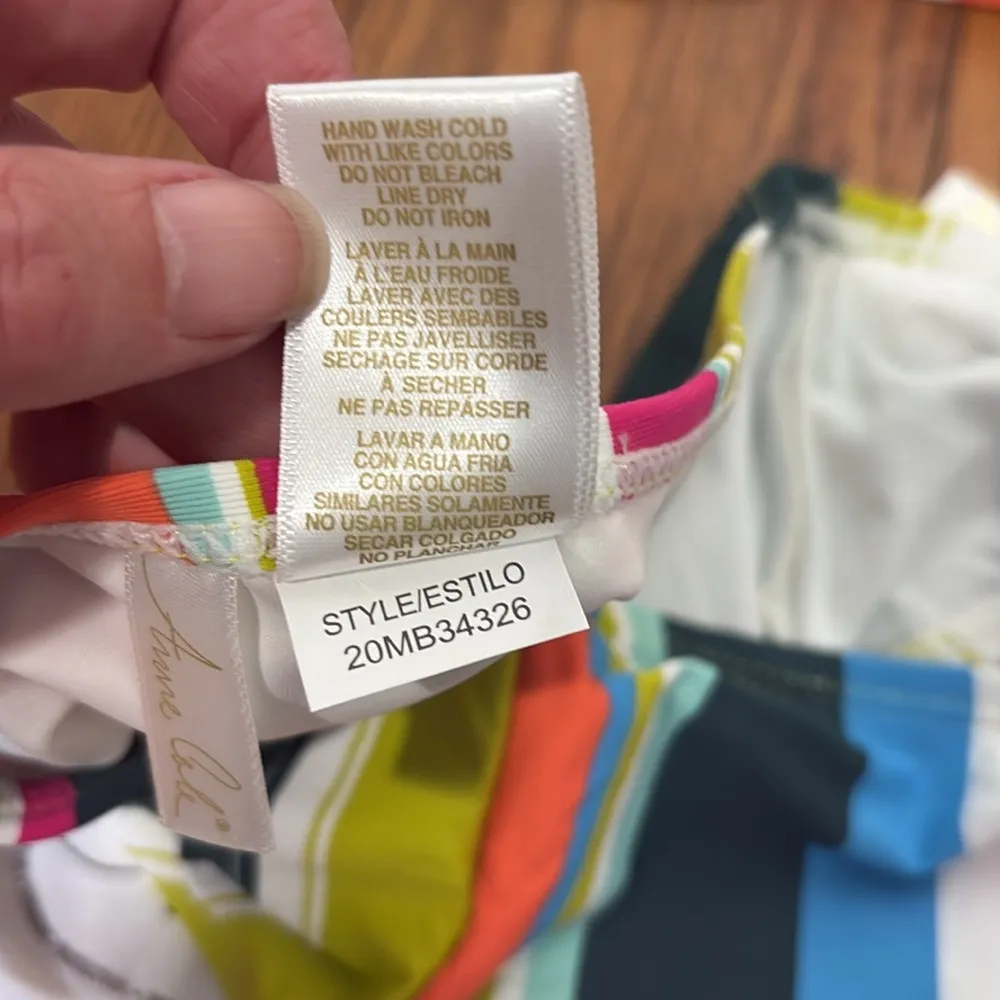 HAND WASH COLD
WITH LIKE COLORS
DO NOT BLEACH
LINE DRY
DO NOT IRON
LAVER À LA MAIN
À L'EAU FROIDE
LAVER AVEC DES
COULERS SEMBABLES
NE PAS JAVELLISER
SECHAGE SUR CORDE
À SECHER
NE PAS REPASSER
LAVAR A MANO
CON AGUA FRIA
CON COLORES
SIMILARES SOLAMENTE
NO USAR BLANQUEADOR
SECAR COLGADO
NO PLANCHAR
STYLE/ESTILO
20MB34326
Anne Cole®